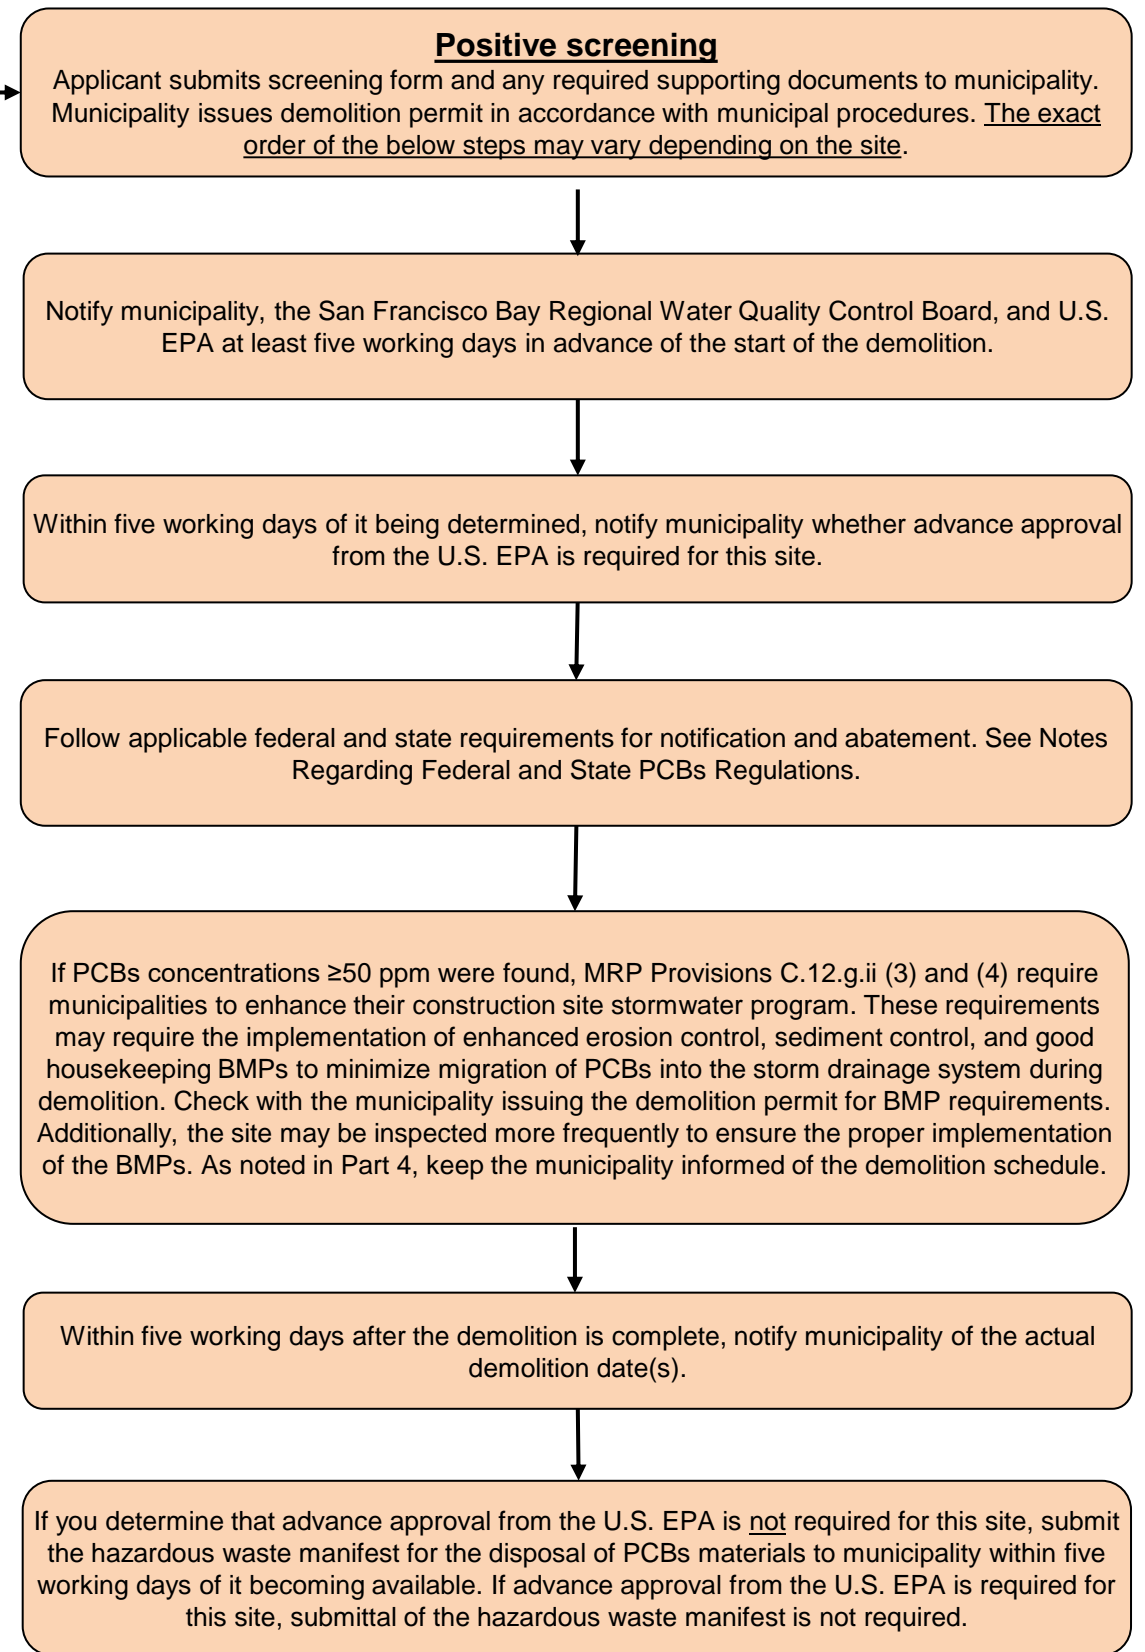 Positive screening
Applicant submits screening form and any required supporting documents to municipality.
Municipality issues demolition permit in accordance with municipal procedures. The exact
order of the below steps may vary depending on the site.
Notify municipality, the San Francisco Bay Regional Water Quality Control Board, and U.S.
EPA at least five working days in advance of the start of the demolition.
Within five working days of it being determined, notify municipality whether advance approval
from the U.S. EPA is required for this site.
Follow applicable federal and state requirements for notification and abatement. See Notes
Regarding Federal and State PCBs Regulations.
If PCBs concentrations ≥50 ppm were found, MRP Provisions C.12.g.ii (3) and (4) require
municipalities to enhance their construction site stormwater program. These requirements
may require the implementation of enhanced erosion control, sediment control, and good
housekeeping BMPs to minimize migration of PCBs into the storm drainage system during
demolition. Check with the municipality issuing the demolition permit for BMP requirements.
Additionally, the site may be inspected more frequently to ensure the proper implementation
of the BMPs. As noted in Part 4, keep the municipality informed of the demolition schedule.
Within five working days after the demolition is complete, notify municipality of the actual
demolition date(s).
If you determine that advance approval from the U.S. EPA is not required for this site, submit
the hazardous waste manifest for the disposal of PCBs materials to municipality within five
working days of it becoming available. If advance approval from the U.S. EPA is required for
this site, submittal of the hazardous waste manifest is not required.